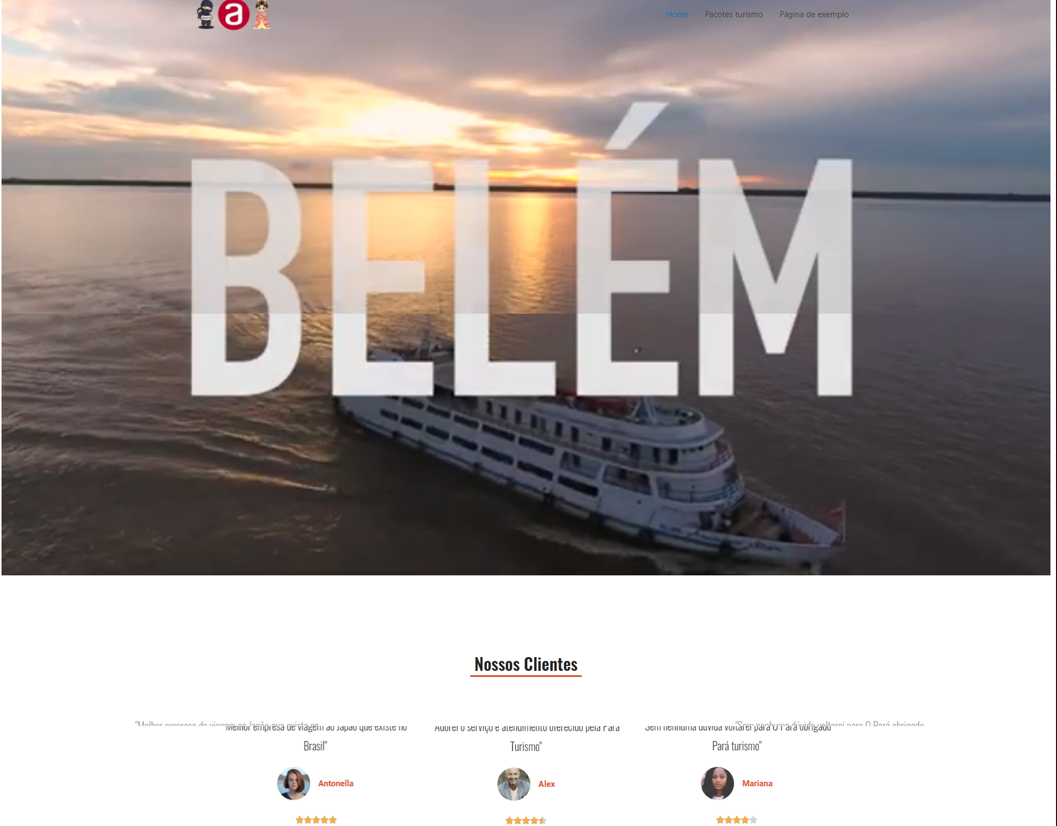 a
Home Pacotes turismo Página de exemplo
BELÉM
Nossos Clientes
"Melhor empresa de viagem ao Japão que existe no
Brasil"
Adorei o serviço e atendimento oferecido pela Pará
Turismo"
Sem nenhuma dúvida voltarei para O Pará obrigado
Pará turismo"
Antonella
Alex
Mariana